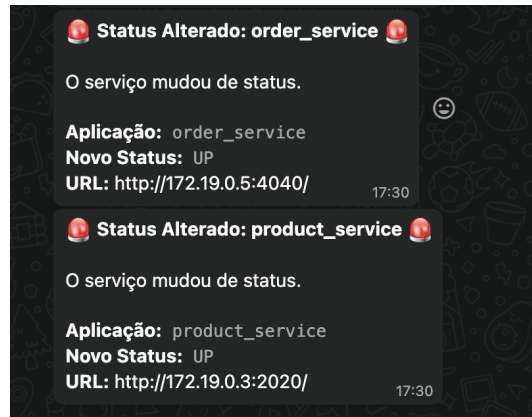 🚨 Status Alterado: order_service 🚨
O serviço mudou de status.
Aplicação: order_service
Novo Status: UP
URL: http://172.19.0.5:4040/
17:30
🚨 Status Alterado: product_service 🚨
O serviço mudou de status.
Aplicação: product_service
Novo Status: UP
URL: http://172.19.0.3:2020/
17:30